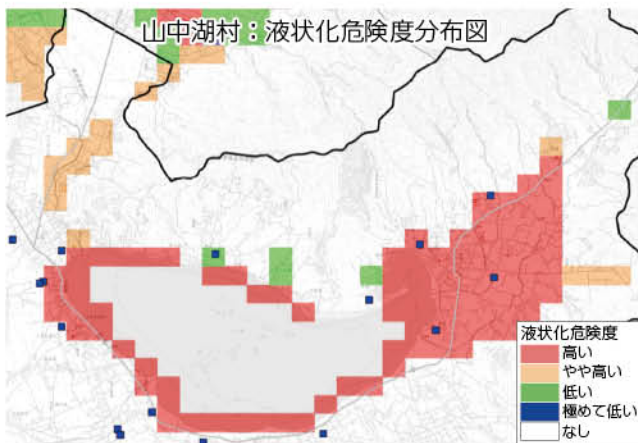 山中湖村：液状化危険度分布図
液状化危険度
高い
やや高い
低い
極めて低い
なし